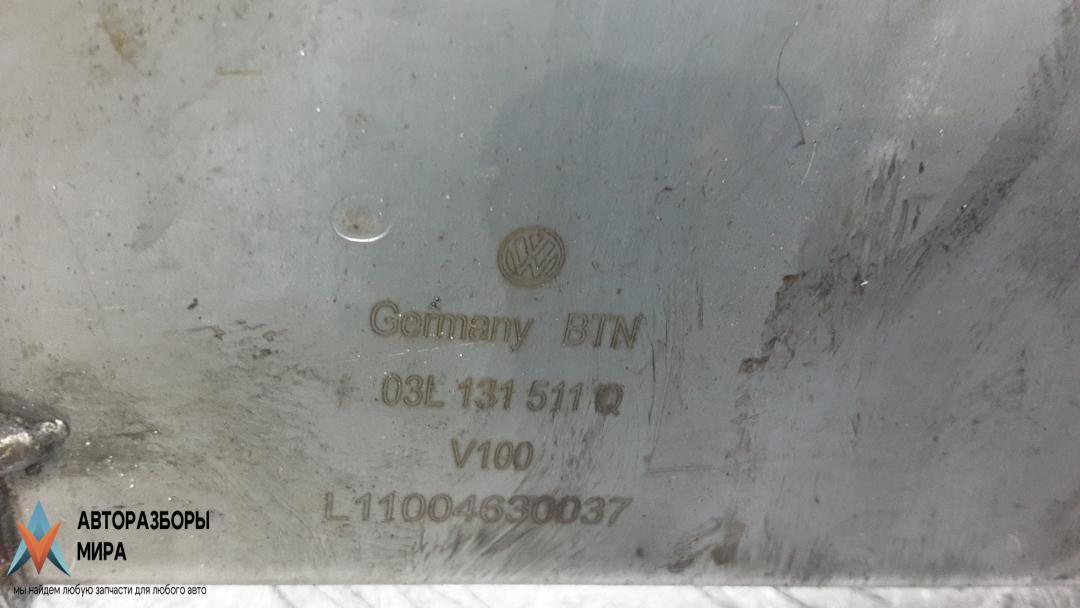 Germany BTN
03L 131 511 Q
V100
L11004630037
АВТОРАЗБОРЫ
МИРА
мы найдем любую запчасти для любого авто